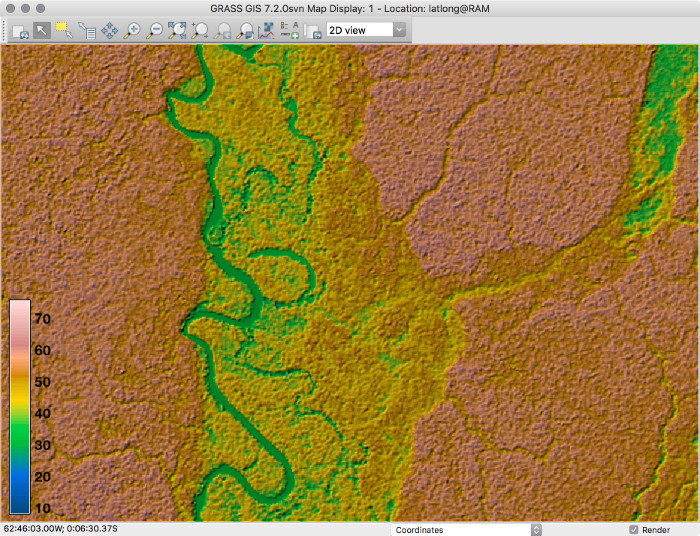 GRASS GIS 7.2.0svn Map Display: 1 - Location: latlong@RAM
2D view
70
60
50
40
30
20
10
62:46:03.00W; 0:06:30.37S
Coordinates
Render